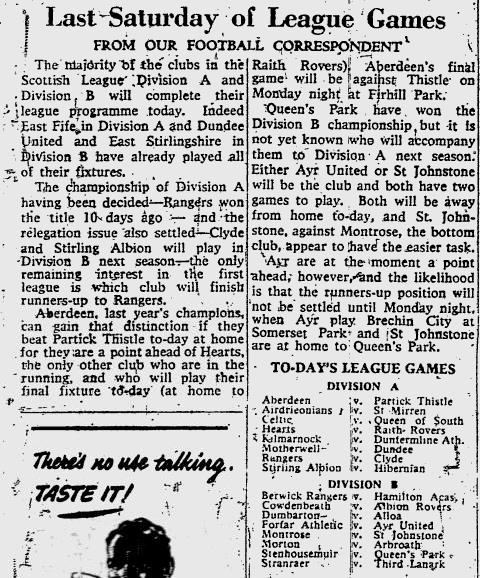 Last Saturday of League Games
FROM OUR FOOTBALL CORRESPONDENT
The majority of the clubs in the
Scottish League Division A and
Division B will complete their
league programme today. Indeed
East Fife in Division A and Dundee
United and East Stirlingshire in
Division B have already played all
of their fixtures.
The championship of Division A
having been decided—Rangers won
the title 10 days ago — and the
relegation issue also settled—Clyde
and Stirling Albion will play in
Division B next season—the only
remaining interest in the first
league is which club will finish
runners-up to Rangers.
Aberdeen, last year's champions,
can gain that distinction if they
beat Partick Thistle to-day at home
for they are a point ahead of Hearts,
the only other club who are in the
running, and who will play their
final fixture to-day (at home to
Raith Rovers). Aberdeen's final
game will be against Thistle on
Monday night at Firhill Park.
Queen's Park have won the
Division B championship, but it is
not yet known who will accompany
them to Division A next season.
Either Ayr United or St Johnstone
will be the club and both have two
games to play. Both will be away
from home to-day, and St. John-
stone, against Montrose, the bottom
club, appear to have the easier task.
Ayr are at the moment a point
ahead, however, and the likelihood
is that the runners-up position will
not be settled until Monday night,
when Ayr play Brechin City at
Somerset Park and St Johnstone
are at home to Queen's Park.
TO-DAY'S LEAGUE GAMES
DIVISION A
Aberdeen v. Partick Thistle
Airdrieonians v. St Mirren
Celtic v. Queen of South
Hearts v. Raith Rovers
Kilmarnock v. Dunfermline Ath.
Motherwell v. Dundee
Rangers v. Clyde
Stirling Albion v. Hibernian
DIVISION B
Berwick Rangers v. Hamilton Acas.
Cowdenbeath v. Albion Rovers
Dumbarton v. Alloa
Forfar Athletic v. Ayr United
Montrose v. St Johnstone
Morton v. Arbroath
Stenhousemuir v. Queen's Park
Stranraer v. Third Lanark
There's no use talking.
TASTE IT!